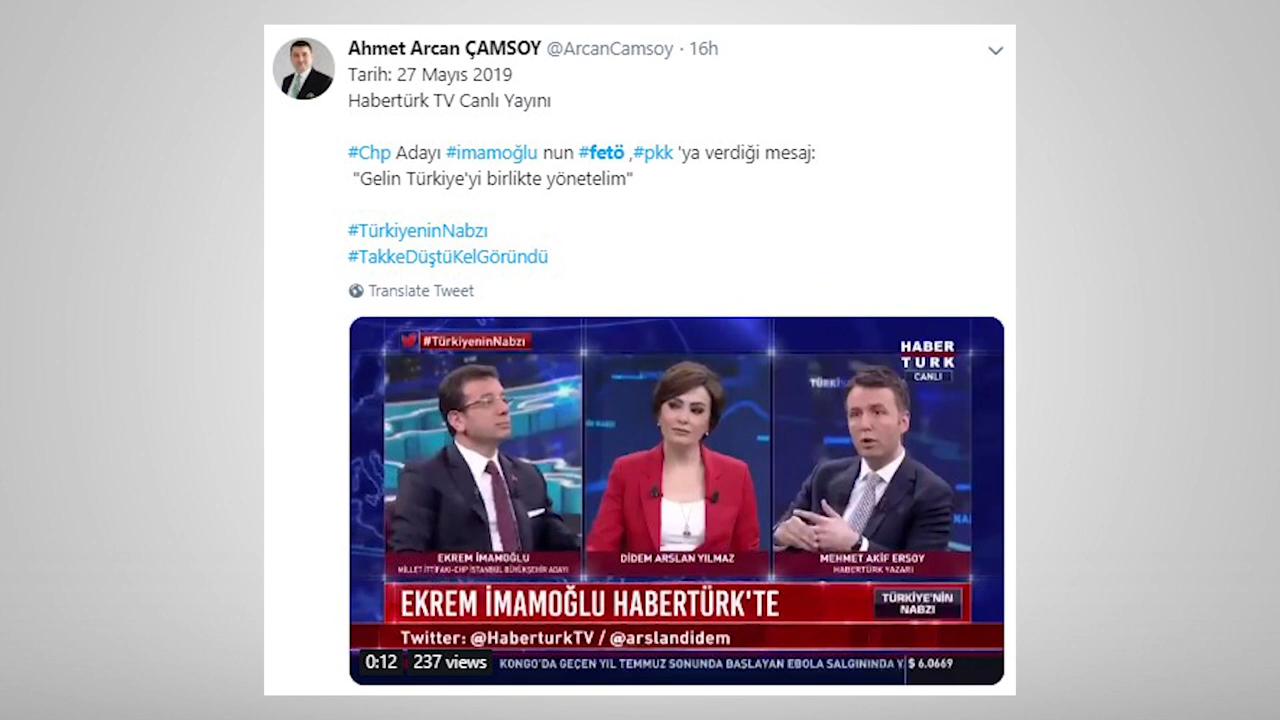 Ahmet Arcan ÇAMSOY @ArcanCamsoy · 16h
Tarih: 27 Mayıs 2019
Habertürk TV Canlı Yayını
#Chp Adayı #imamoğlu nun #fetö ,#pkk 'ya verdiği mesaj:
"Gelin Türkiye'yi birlikte yönetelim"
#TürkiyeninNabzı
#TakkeDüştüKelGöründü
Translate Tweet
#TürkiyeninNabzı
HABER
TURK
CANLI
EKREM İMAMOĞLU
MİLLET İTTİFAKI-CHP İSTANBUL BÜYÜKŞEHİR ADAYI
DİDEM ARSLAN YILMAZ
MEHMET AKİF ERSOY
HABERTÜRK YAZARI
EKREM İMAMOĞLU HABERTÜRK'TE
TÜRKİYE'NİN
NABZI
Twitter: @HaberturkTV / @arslandidem
0:12 237 views
KONGO'DA GEÇEN YIL TEMMUZ SONUNDA BAŞLAYAN EBOLA SALGININDA Y
$ 6.0669